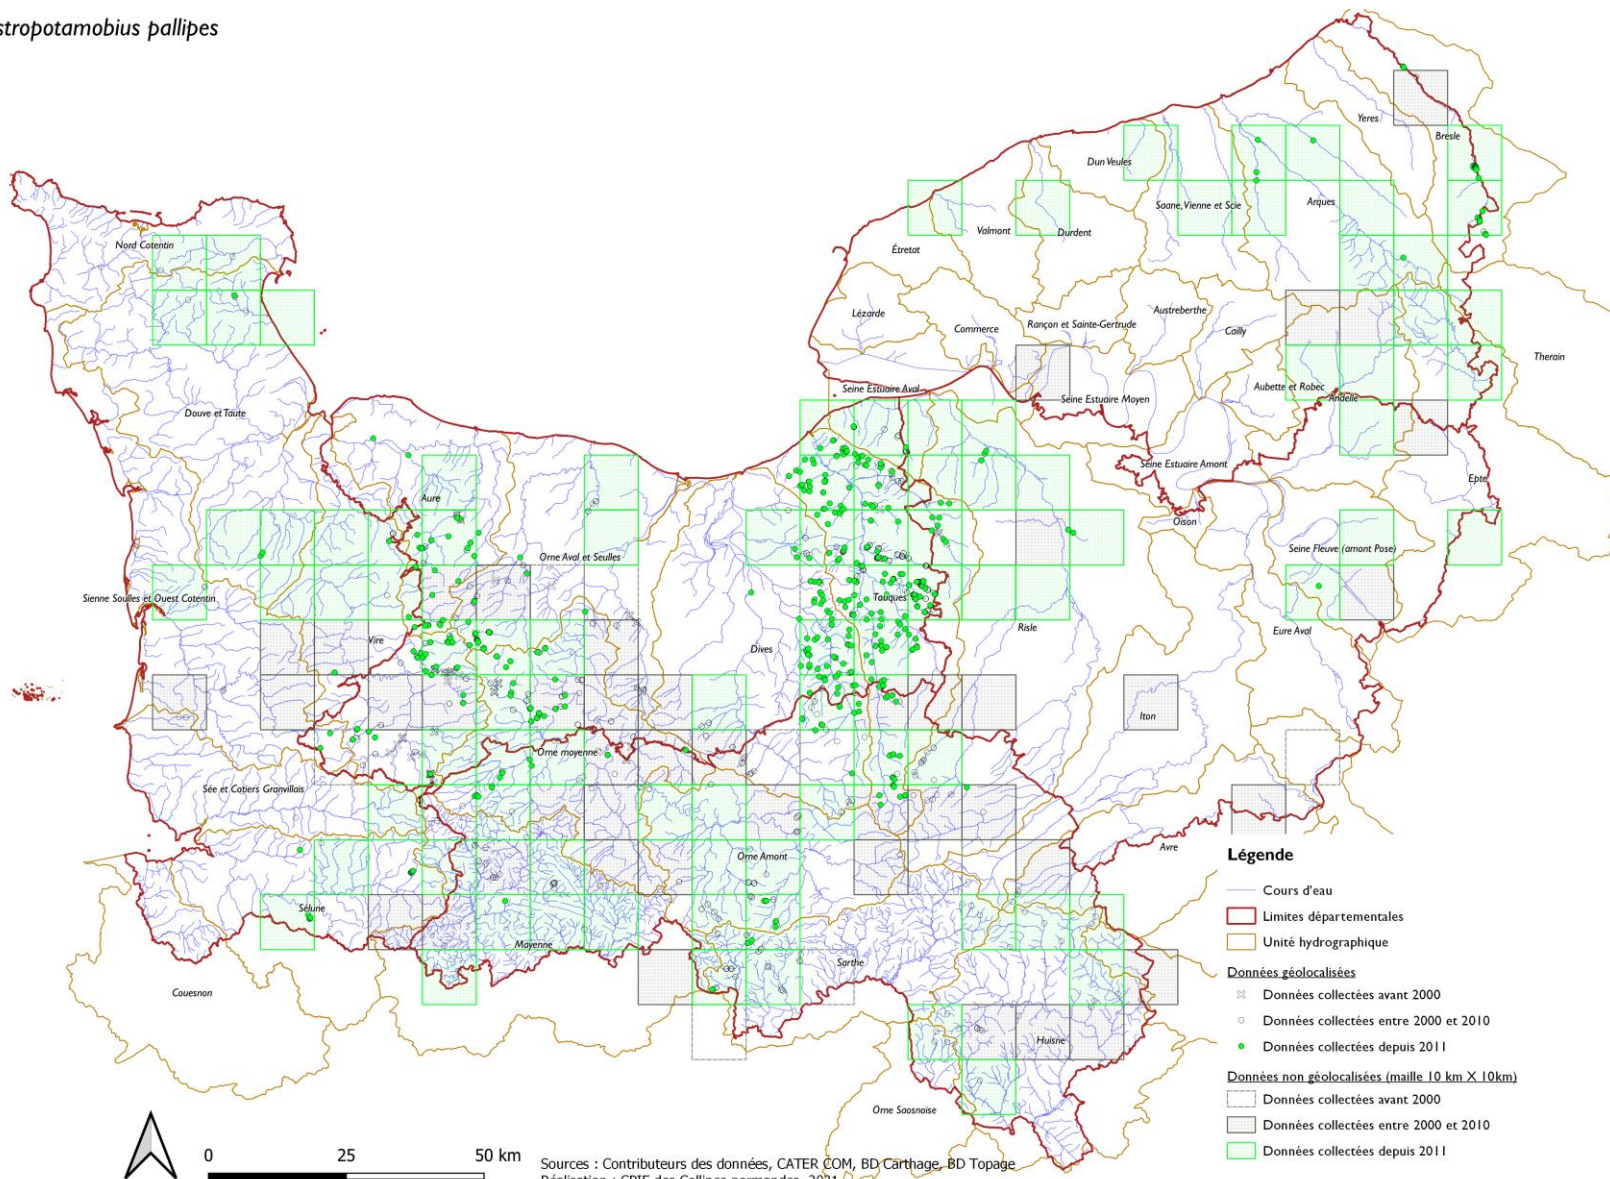 pallipes
Yeres
Bresle
Dun Veules
Saane, Vienne et Scie
Arques
Valmont
Durdent
Étretat
Nord Cotentin
Lézarde
Commerce
Rançon et Sainte-Gertrude
Austreberthe
Cailly
Therain
Seine Estuaire Aval
Aubette et Robec
Andelle
Seine Estuaire Moyen
Douve et Taute
Seine Estuaire Amont
Epte
Aure
Oison
Orne Aval et Seulles
Seine Fleuve (amont Pose)
Sienne Soulles et Ouest Cotentin
Touques
Risle
Eure Aval
Vire
Dives
Iton
Orne moyenne
Sée et Cotiers Granvillais
Avre
Orne Amont
Sélune
Mayenne
Sarthe
Couesnon
Huisne
Orne Saosnoise
Légende
Cours d'eau
Limites départementales
Unité hydrographique
Données géolocalisées
Données collectées avant 2000
Données collectées entre 2000 et 2010
Données collectées depuis 2011
Données non géolocalisées (maille 10 km X 10km)
Données collectées avant 2000
Données collectées entre 2000 et 2010
Données collectées depuis 2011
0 25 50 km
Sources : Contributeurs des données, CATER COM, BD Carthage, BD Topage
Réalisation : CPIE des Collines normandes, 2021